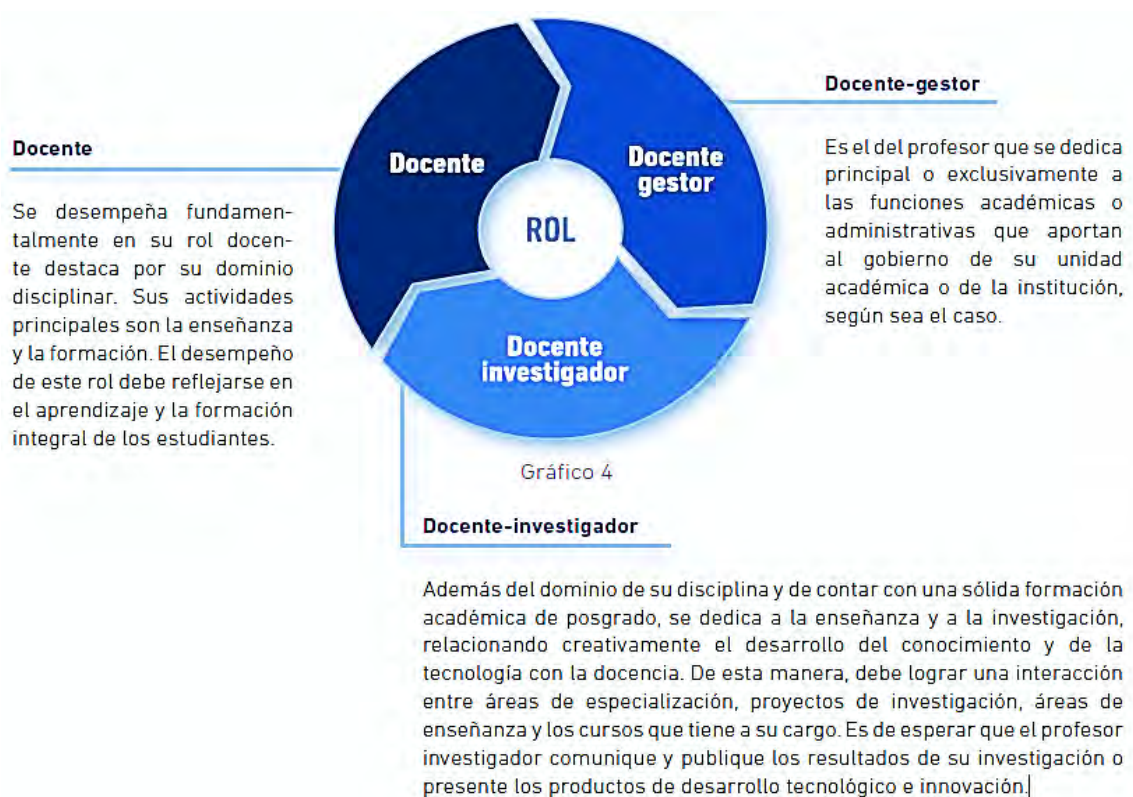 Docente
Se desempeña fundamen-
talmente en su rol docen-
te destaca por su dominio
disciplinar. Sus actividades
principales son la enseñanza
y la formación. El desempeño
de este rol debe reflejarse en
el aprendizaje y la formación
integral de los estudiantes.
Docente
Docente
gestor
ROL
Docente
investigador
Docente-gestor
Es el del profesor que se dedica
principal o exclusivamente a
las funciones académicas o
administrativas que aportan
al gobierno de su unidad
académica o de la institución,
según sea el caso.
Gráfico 4
Docente-investigador
Además del dominio de su disciplina y de contar con una sólida formación
académica de posgrado, se dedica a la enseñanza y a la investigación,
relacionando creativamente el desarrollo del conocimiento y de la
tecnología con la docencia. De esta manera, debe lograr una interacción
entre áreas de especialización, proyectos de investigación, áreas de
enseñanza y los cursos que tiene a su cargo. Es de esperar que el profesor
investigador comunique y publique los resultados de su investigación o
presente los productos de desarrollo tecnológico e innovación.